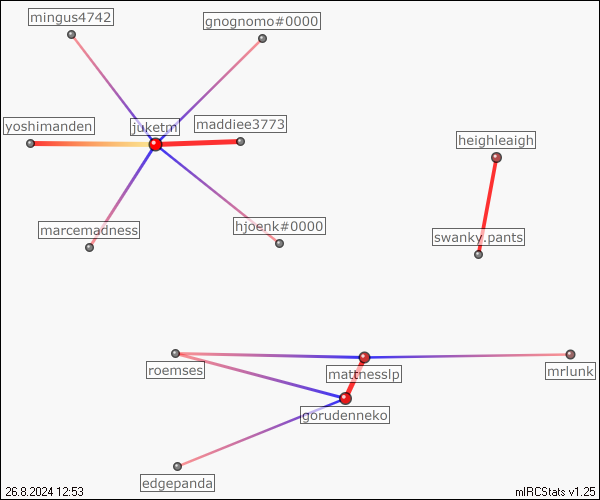 mingus4742
gnognomo#0000
yoshimanden
juketm
maddiee3773
heighleaigh
marcemadness
hjoenk#0000
swanky.pants
roemses
mattnesslp
mrlunk
gorudenneko
edgepanda
26.8.2024 12:53
mIRCStats v1.25